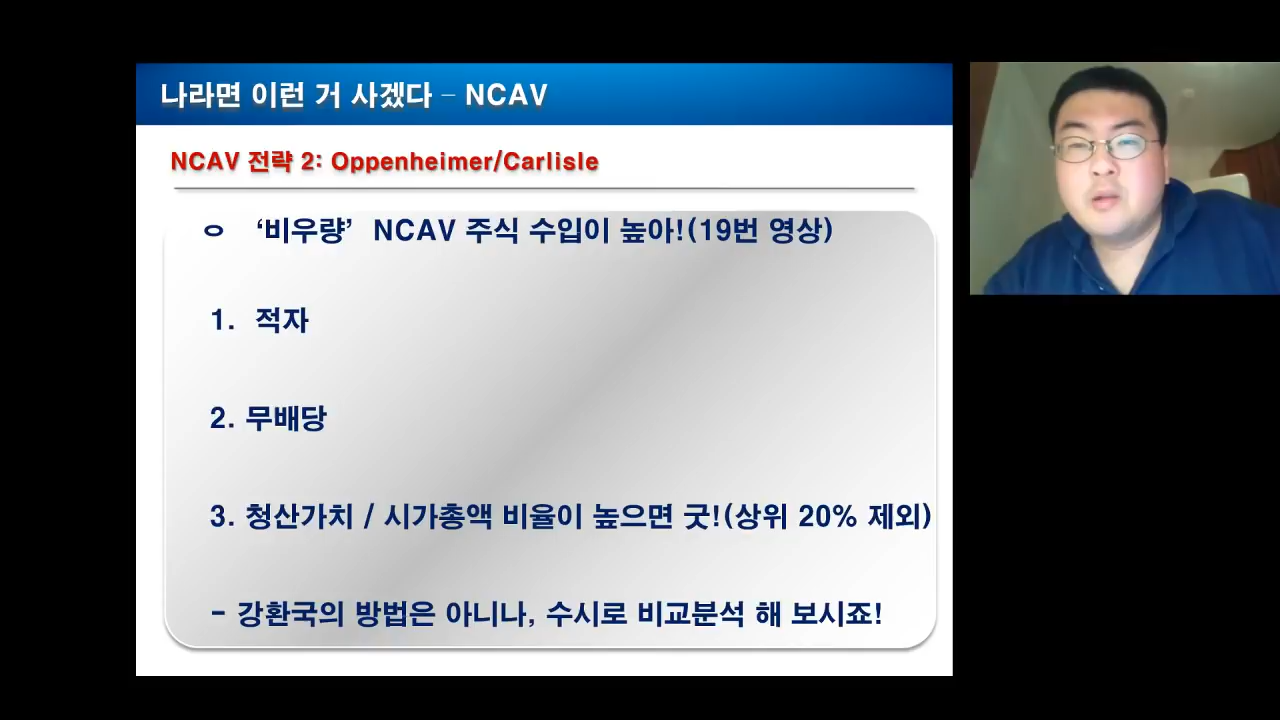 나라면 이런 거 사겠다 – NCAV
NCAV 전략 2: Oppenheimer/Carlisle
ㅇ ‘비우량’ NCAV 주식 수입이 높아!(19번 영상)
1. 적자
2. 무배당
3. 청산가치 / 시가총액 비율이 높으면 굿!(상위 20% 제외)
- 강환국의 방법은 아니나, 수시로 비교분석 해 보시죠!